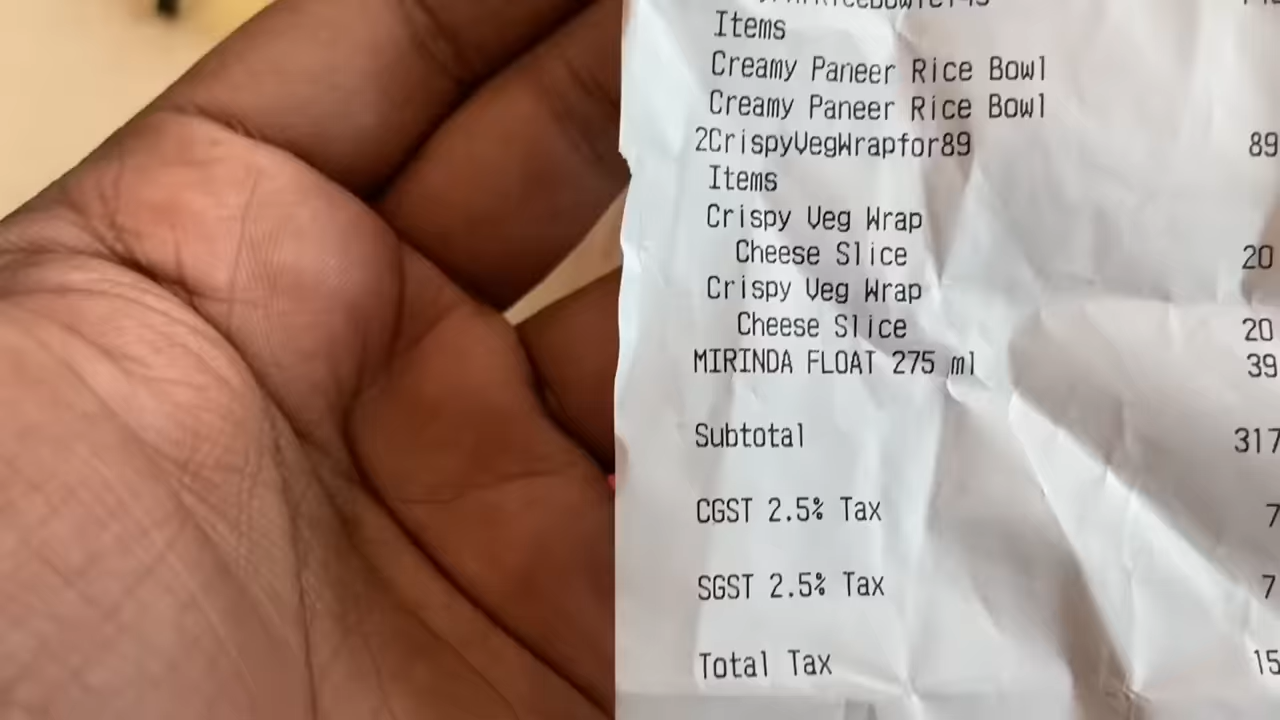 Items
Creamy Paneer Rice Bowl
Creamy Paneer Rice Bowl
2CrispyVegWrapfor89 89
Items
Crispy Veg Wrap
Cheese Slice 20
Crispy Veg Wrap
Cheese Slice 20
MIRINDA FLOAT 275 ml 39
Subtotal 317
CGST 2.5% Tax 7
SGST 2.5% Tax 7
Total Tax 15